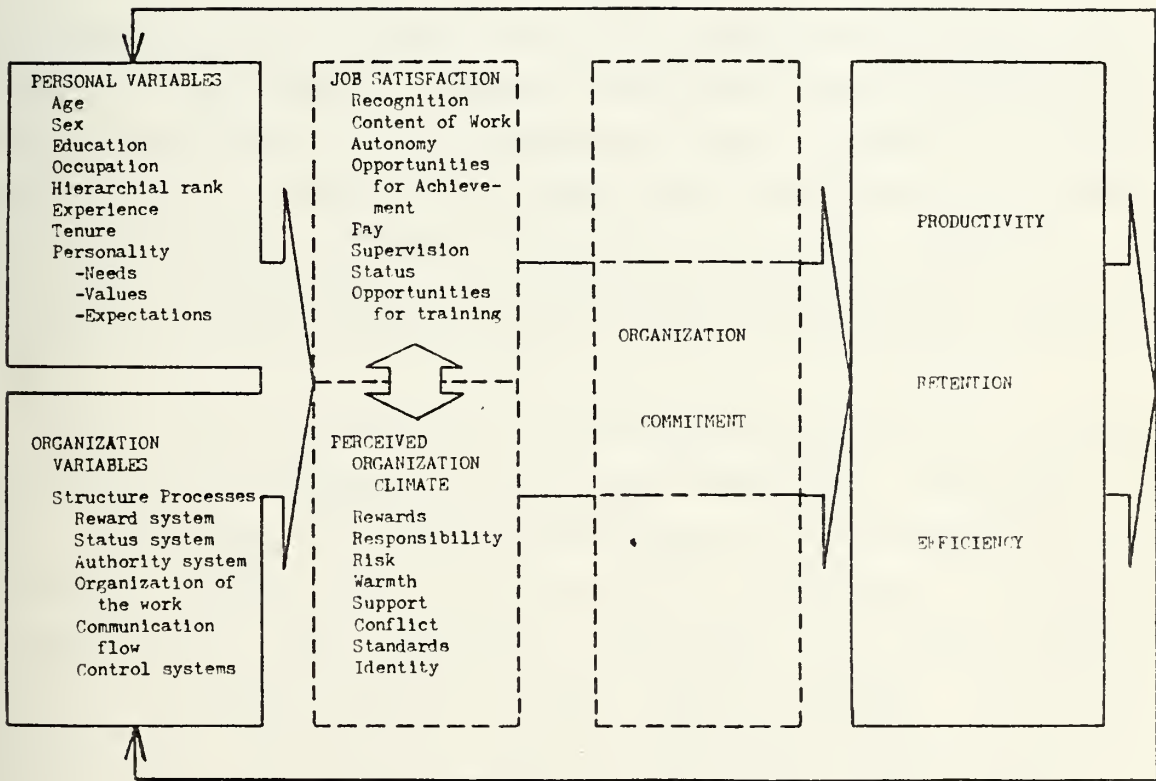 PERSONAL VARIABLES
Age
Sex
Education
Occupation
Hierarchial rank
Experience
Tenure
Personality
-Needs
-Values
-Expectations
ORGANIZATION
VARIABLES
Structure Processes
Reward system
Status system
Authority system
Organization of
the work
Communication
flow
Control systems
JOB SATISFACTION
Recognition
Content of Work
Autonomy
Opportunities
for Achieve-
ment
Pay
Supervision
Status
Opportunities
for training
PERCEIVED
ORGANIZATION
CLIMATE
Rewards
Responsibility
Risk
Warmth
Support
Conflict
Standards
Identity
ORGANIZATION
COMMITMENT
PRODUCTIVITY
RETENTION
EFFICIENCY